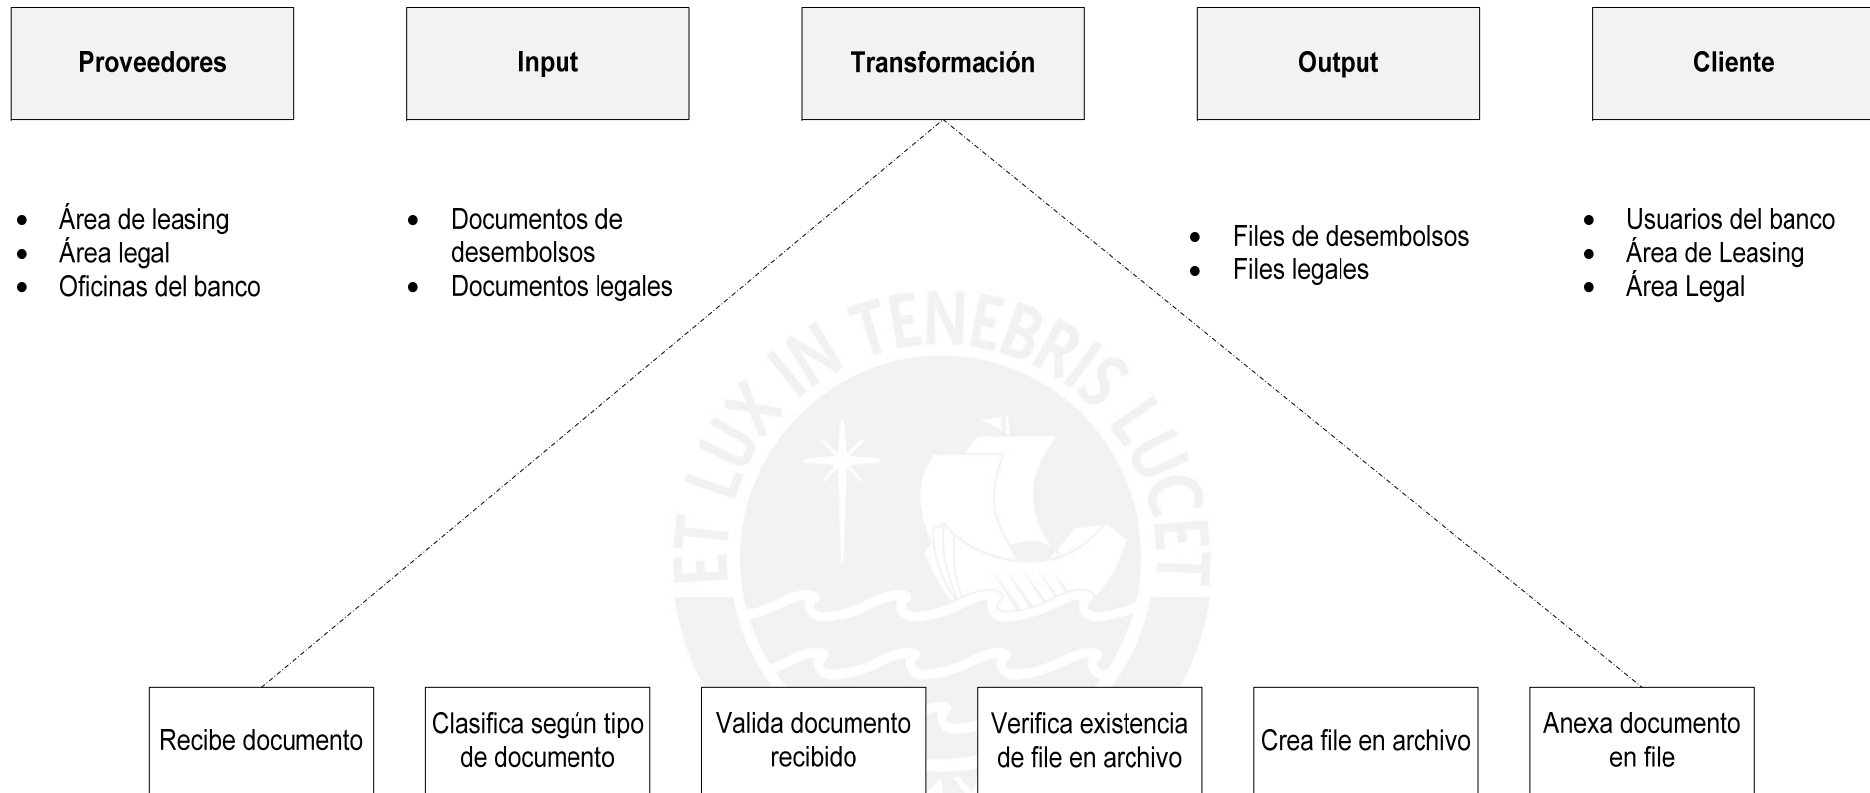 Proveedores
Input
Transformación
Output
Cliente
Área de leasing
Área legal
Oficinas del banco
Documentos de
desembolsos
Documentos legales
Files de desembolsos
Files legales
Usuarios del banco
Área de Leasing
Área Legal
ET LUX IN TENEBRIS LUCET
Recibe documento
Clasifica según tipo
de documento
Valida documento
recibido
Verifica existencia
de file en archivo
Crea file en archivo
Anexa documento
en file